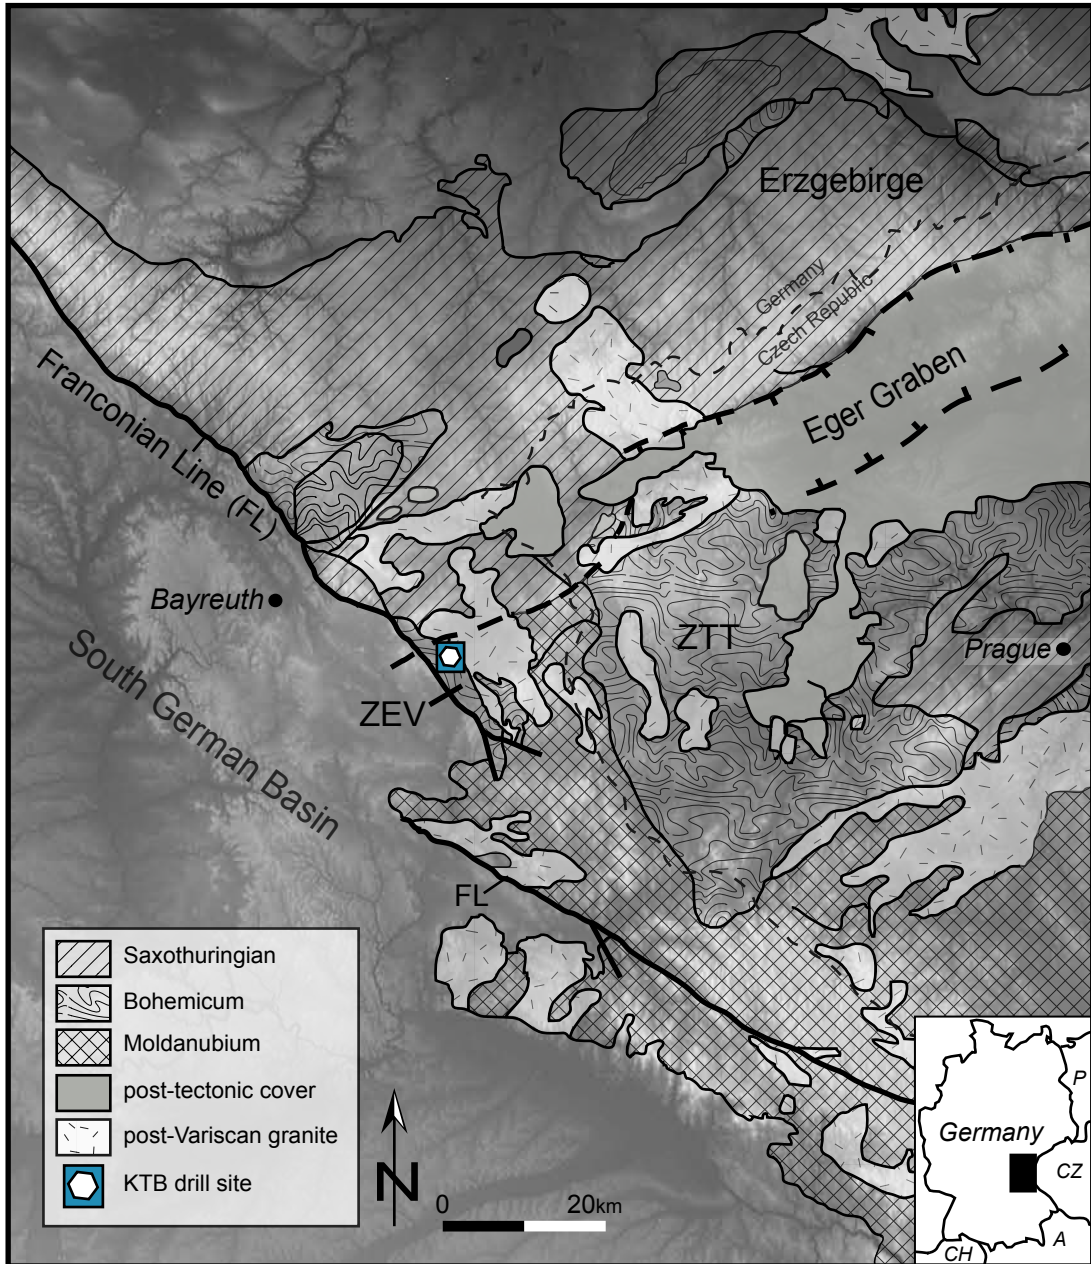 Erzgebirge
Germany
Czech Republic
Franconian Line (FL)
Eger Graben
Bayreuth
ZTT
Prague
South German Basin
ZEV
FL
Saxothuringian
Bohemicum
Moldanubium
post-tectonic cover
post-Variscan granite
KTB drill site
N
0 20km
P
Germany
CZ
A
CH